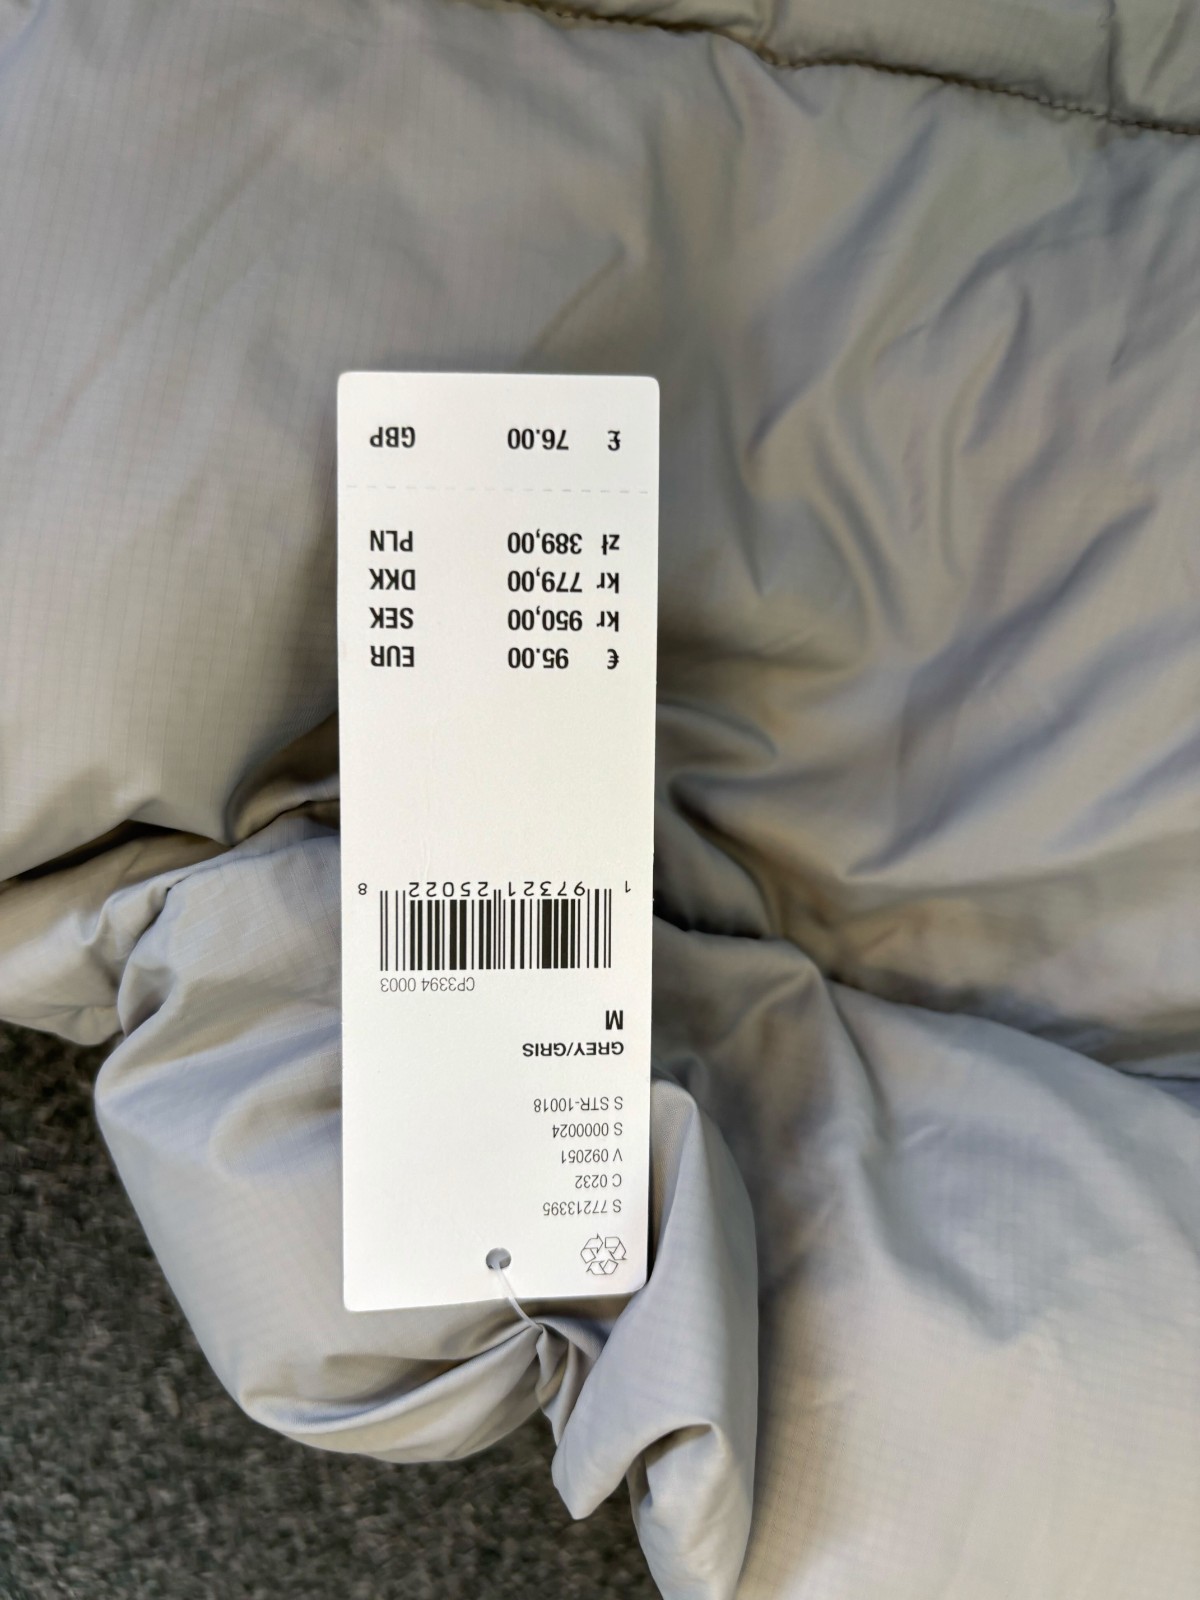 S 77213395
C 0232
V 092051
S 0000024
S STR-10018
GREY/GRIS
M
CP3394 0003
1 97321 25022 8
€ 95.00 EUR
kr 950,00 SEK
kr 779,00 DKK
zł 389,00 PLN
£ 76.00 GBP